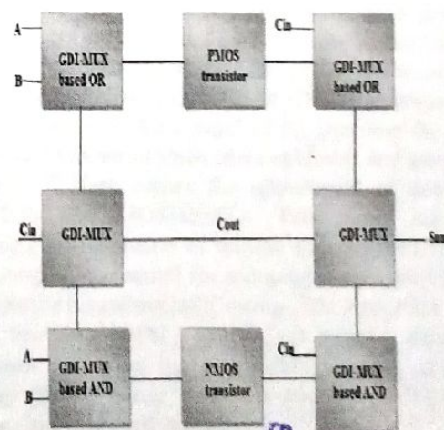 A
B
GDI-MUX
based OR
PMOS
transistor
Cin
GDI-MUX
based OR
Cin
GDI-MUX
Cout
GDI-MUX
Sum
A
B
GDI-MUX
based AND
NMOS
transistor
Cin
GDI-MUX
based AND